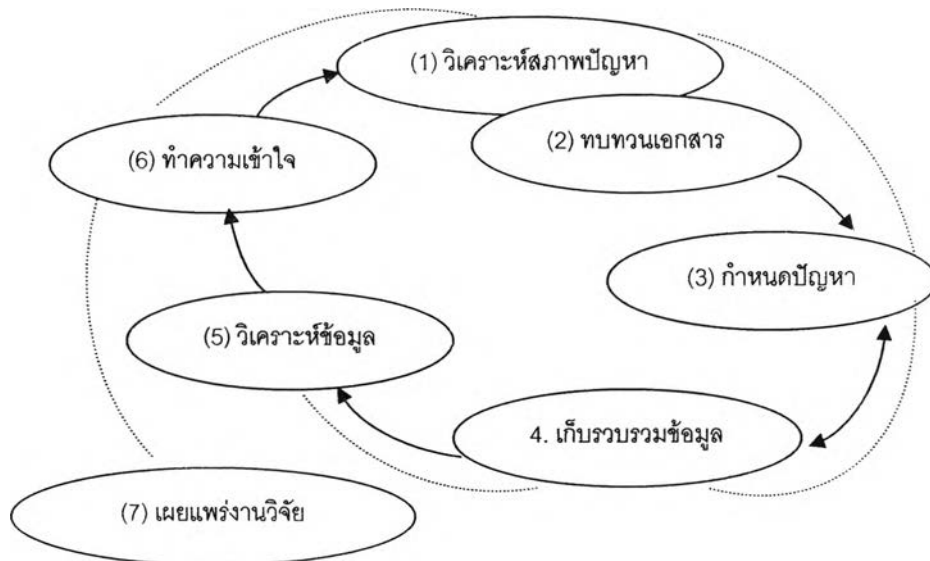 (1) วิเคราะห์สภาพปัญหา
(2) ทบทวนเอกสาร
(3) กำหนดปัญหา
4. เก็บรวบรวมข้อมูล
(5) วิเคราะห์ข้อมูล
(6) ทำความเข้าใจ
(7) เผยแพร่งานวิจัย